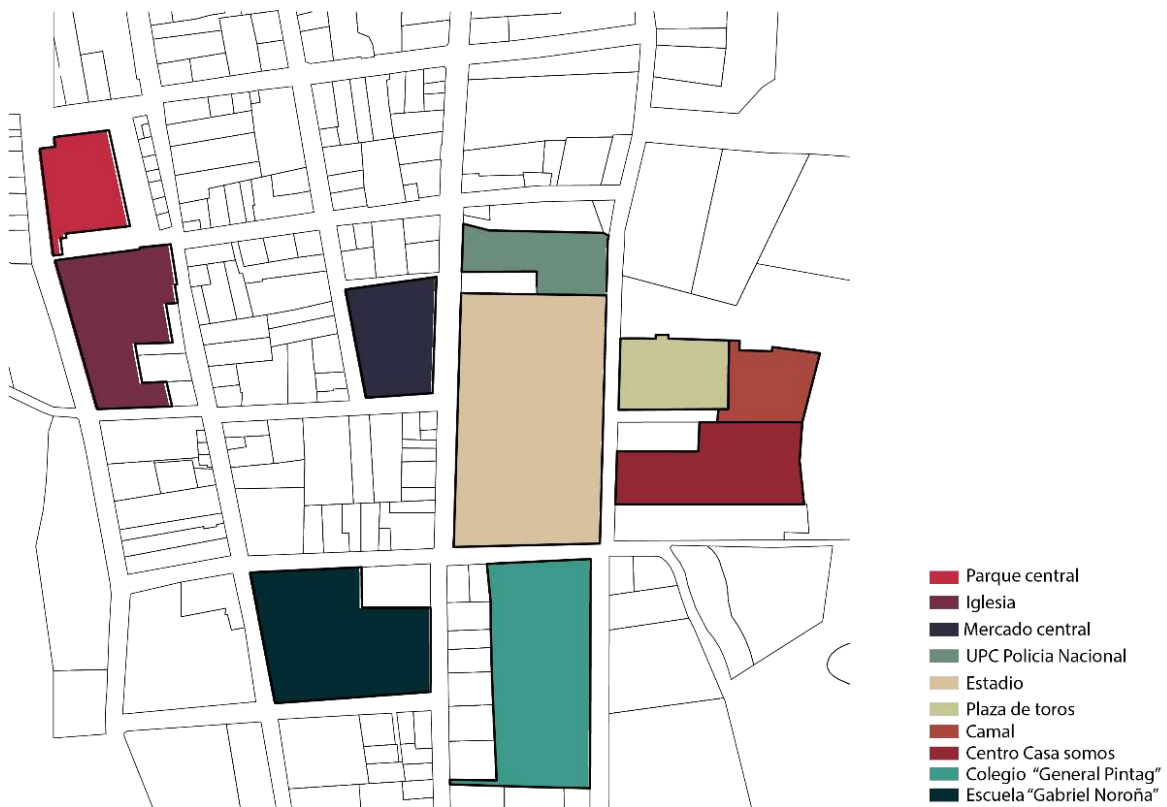 Parque central
Iglesia
Mercado central
UPC Policia Nacional
Estadio
Plaza de toros
Camal
Centro Casa somos
Colegio “General Pintag”
Escuela “Gabriel Noroña”